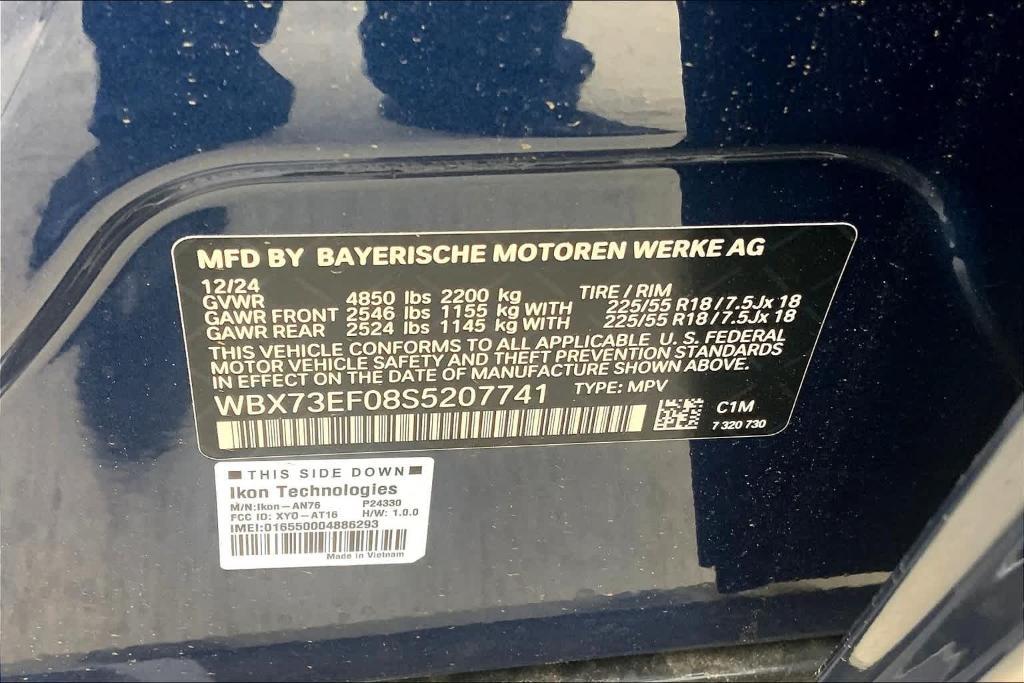 MFD BY BAYERISCHE MOTOREN WERKE AG
12/24 TIRE / RIM
GVWR 4850 lbs 2200 kg
GAWR FRONT 2546 lbs 1155 kg WITH 225/55 R18 / 7.5Jx 18
GAWR REAR 2524 lbs 1145 kg WITH 225/55 R18 / 7.5Jx 18
THIS VEHICLE CONFORMS TO ALL APPLICABLE U. S. FEDERAL
MOTOR VEHICLE SAFETY AND THEFT PREVENTION STANDARDS
IN EFFECT ON THE DATE OF MANUFACTURE SHOWN ABOVE.
WBX73EF08S5207741 TYPE: MPV
C1M
7 320 730
THIS SIDE DOWN
Ikon Technologies
M/N:Ikon-AN76 P24330
FCC ID: XYO-AT16 H/W: 1.0.0
IMEI:016550004886293
Made in Vietnam